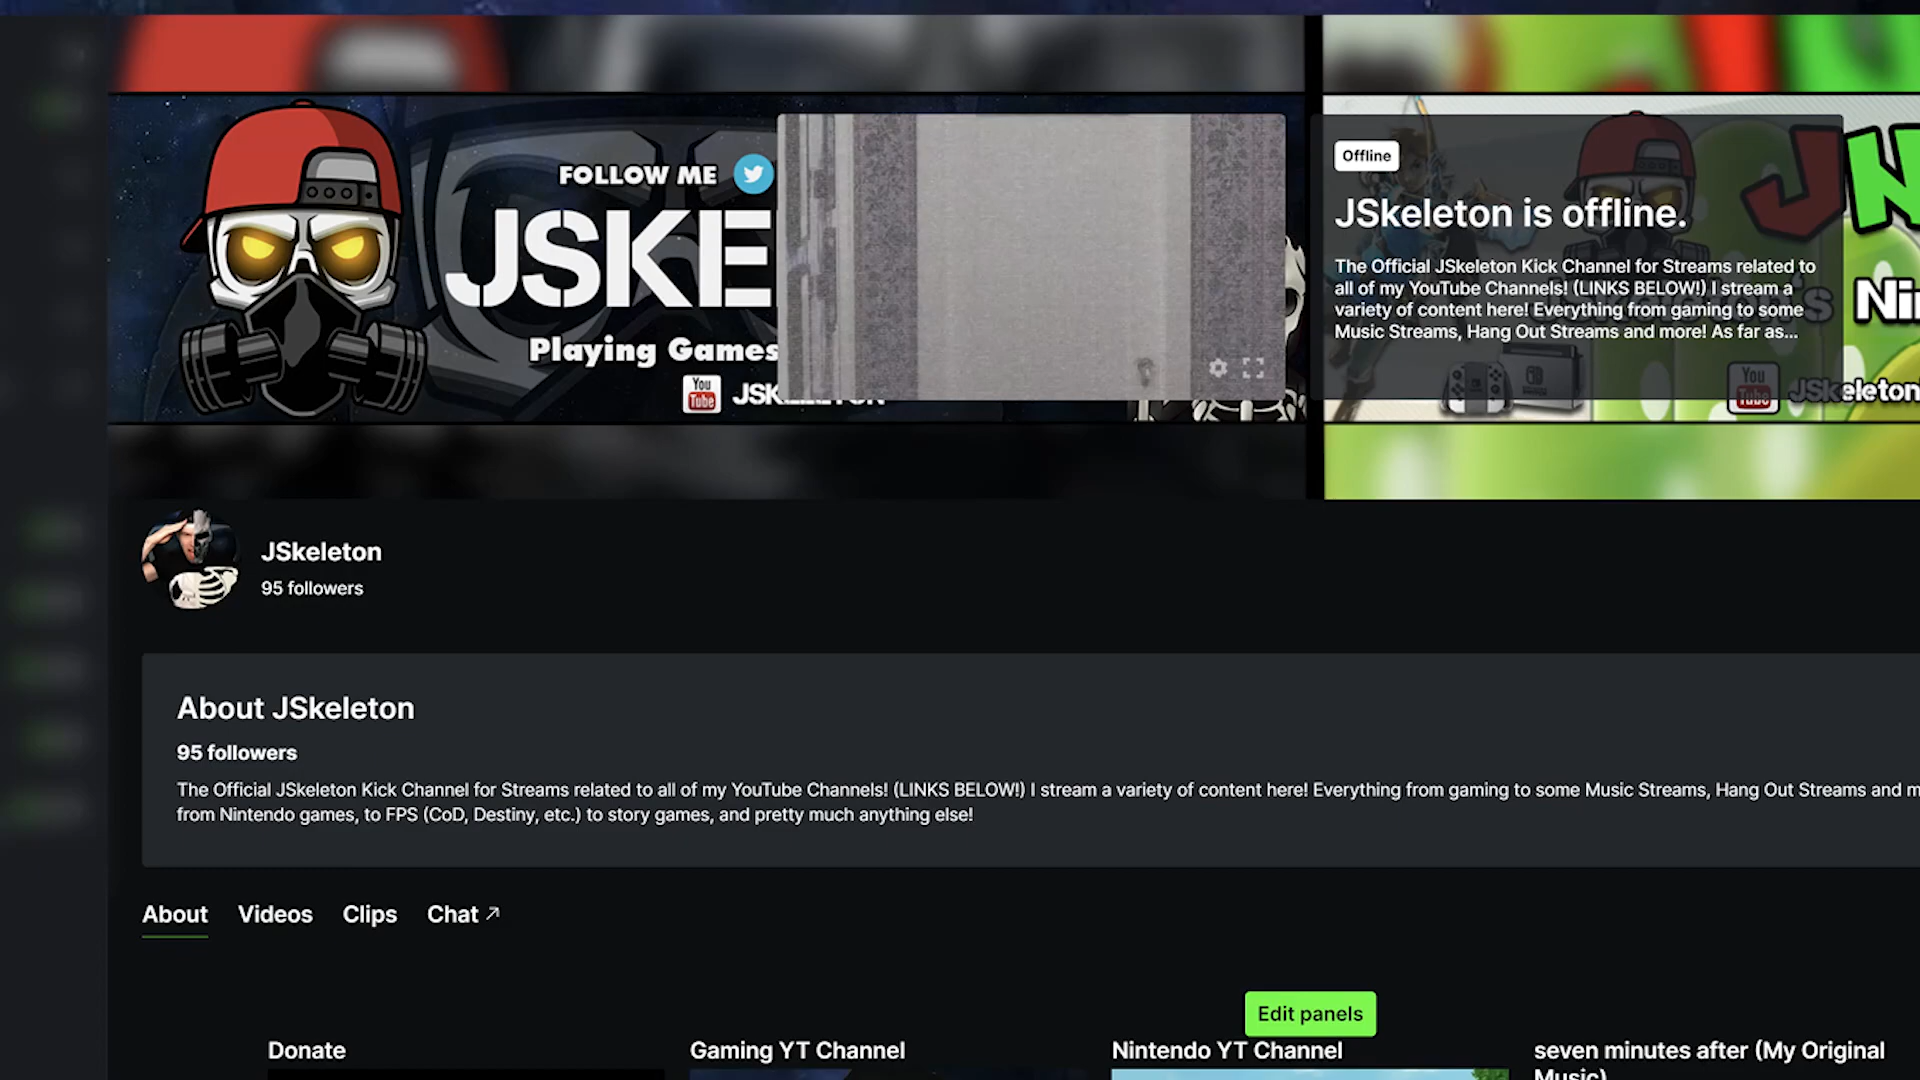 FOLLOW ME
JSKE
Playing Games
You
Tube
Offline
JSkeleton is offline.
The Official JSkeleton Kick Channel for Streams related to
all of my YouTube Channels! (LINKS BELOW!) I stream a
variety of content here! Everything from gaming to some
Music Streams, Hang Out Streams and more! As far as...
You
Tube
JSkeleton
JSkeleton
95 followers
About JSkeleton
95 followers
The Official JSkeleton Kick Channel for Streams related to all of my YouTube Channels! (LINKS BELOW!) I stream a variety of content here! Everything from gaming to some Music Streams, Hang Out Streams and m
from Nintendo games, to FPS (CoD, Destiny, etc.) to story games, and pretty much anything else!
About Videos Clips Chat
Edit panels
Donate
Gaming YT Channel
Nintendo YT Channel
seven minutes after (My Original
Music)